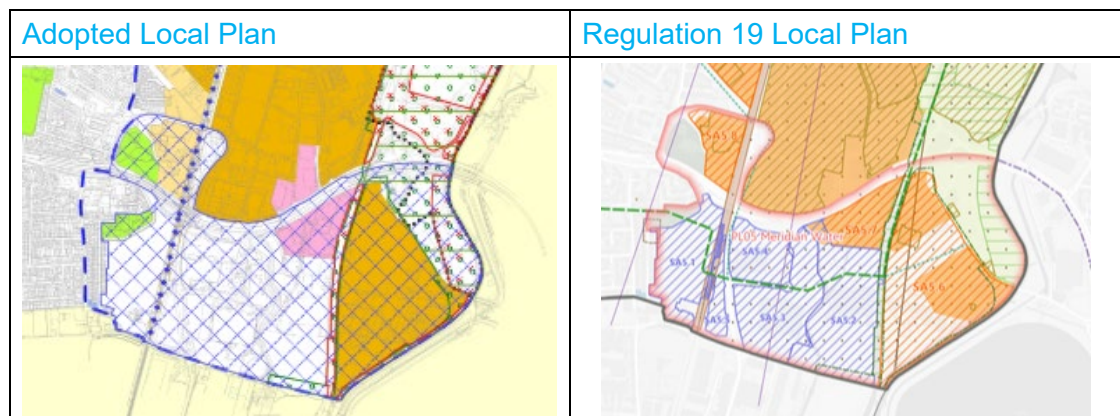 Adopted Local Plan
Regulation 19 Local Plan
SA5.8
SA5.7
PL05 Meridian Water
SA5.1
SA5.4
SA5.6
SA5.5
SA5.3
SA5.2